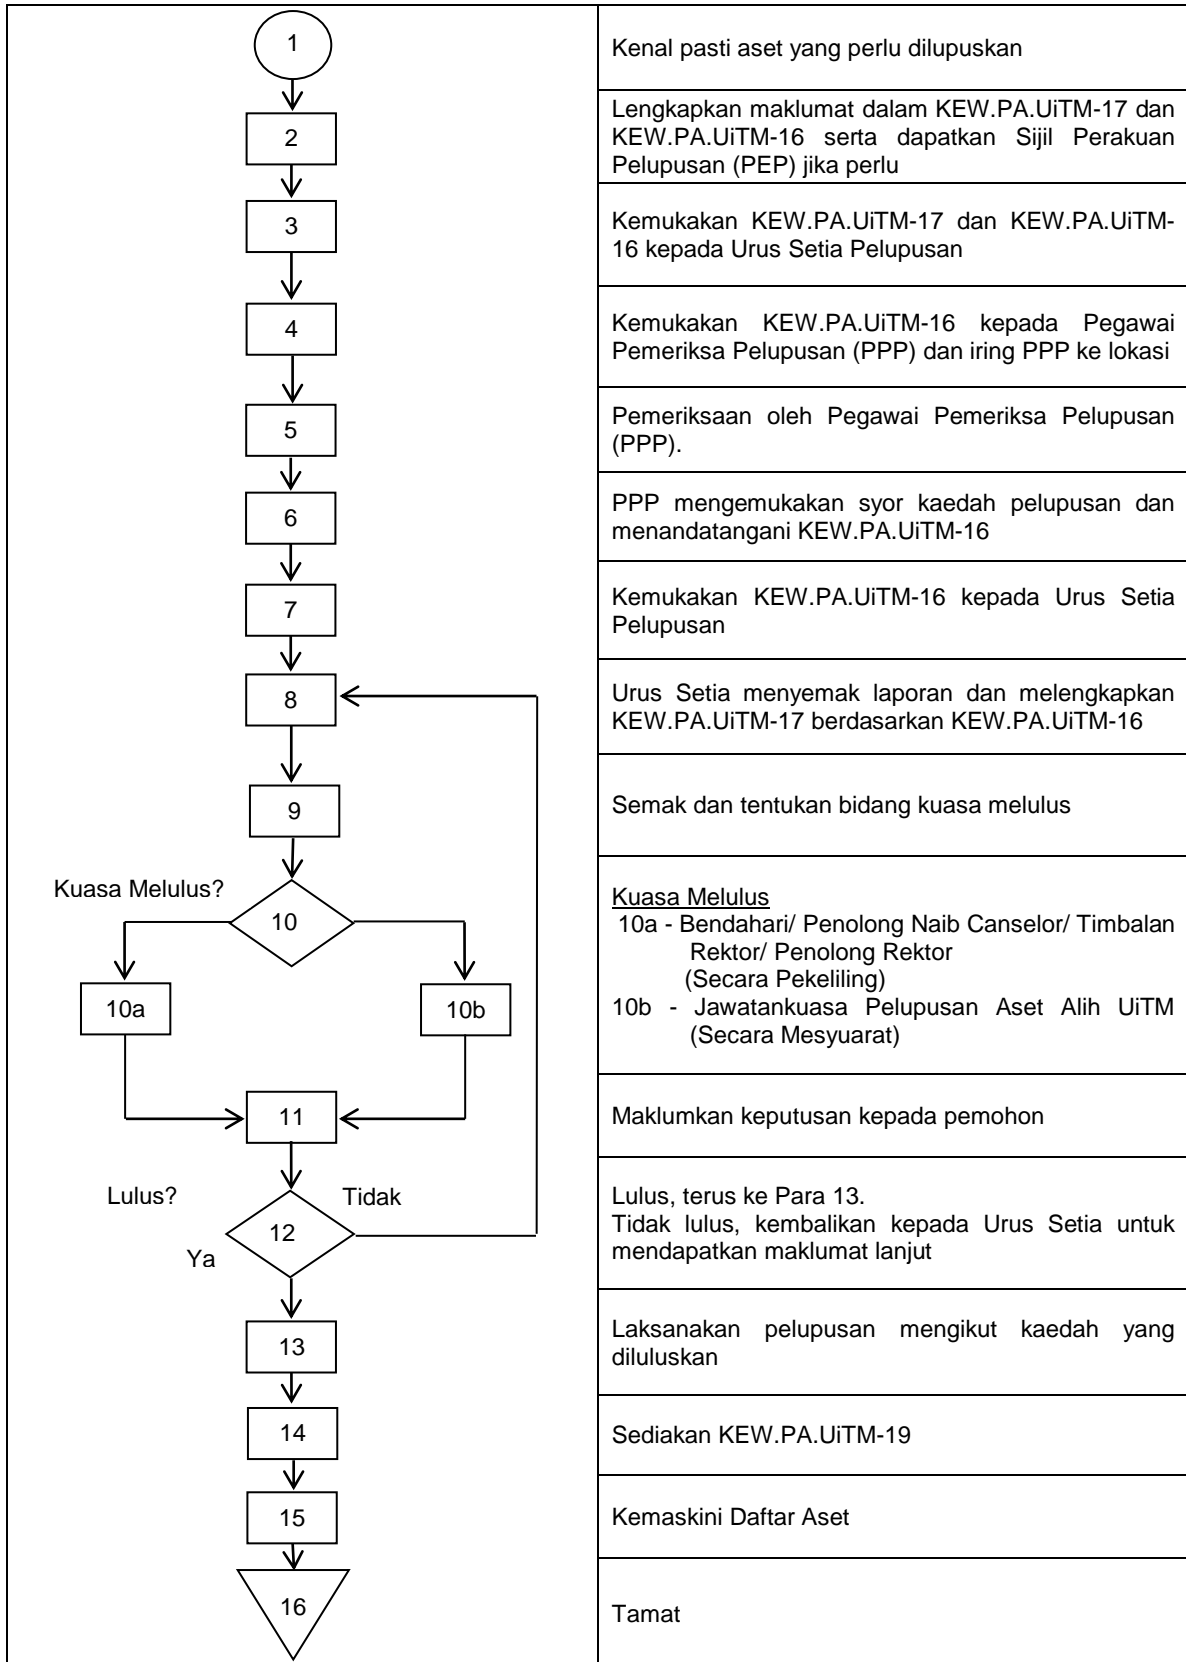 1
Kenal pasti aset yang perlu dilupuskan
2
Lengkapkan maklumat dalam KEW.PA.UiTM-17 dan
KEW.PA.UiTM-16 serta dapatkan Sijil Perakuan
Pelupusan (PEP) jika perlu
3
Kemukakan KEW.PA.UiTM-17 dan KEW.PA.UiTM-
16 kepada Urus Setia Pelupusan
4
Kemukakan KEW.PA.UiTM-16 kepada Pegawai
Pemeriksa Pelupusan (PPP) dan iring PPP ke lokasi
5
Pemeriksaan oleh Pegawai Pemeriksa Pelupusan
(PPP).
6
PPP mengemukakan syor kaedah pelupusan dan
menandatangani KEW.PA.UiTM-16
7
Kemukakan KEW.PA.UiTM-16 kepada Urus Setia
Pelupusan
8
Urus Setia menyemak laporan dan melengkapkan
KEW.PA.UiTM-17 berdasarkan KEW.PA.UiTM-16
9
Semak dan tentukan bidang kuasa melulus
Kuasa Melulus?
10
10a
10b
Kuasa Melulus
10a - Bendahari/ Penolong Naib Canselor/ Timbalan
Rektor/ Penolong Rektor
(Secara Pekeliling)
10b - Jawatankuasa Pelupusan Aset Alih UiTM
(Secara Mesyuarat)
11
Maklumkan keputusan kepada pemohon
Lulus?
Tidak
12
Ya
Lulus, terus ke Para 13.
Tidak lulus, kembalikan kepada Urus Setia untuk
mendapatkan maklumat lanjut
13
Laksanakan pelupusan mengikut kaedah yang
diluluskan
14
Sediakan KEW.PA.UiTM-19
15
Kemaskini Daftar Aset
16
Tamat